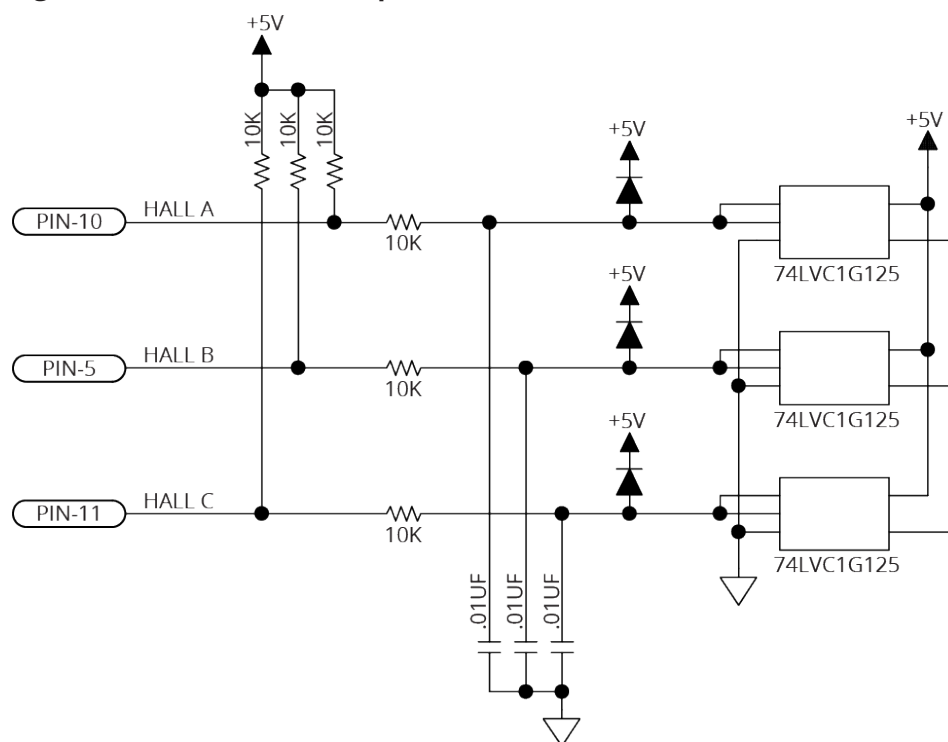 +5V
10K 10K 10K
+5V
+5V
PIN-10 HALL A
10K
74LVC1G125
+5V
PIN-5 HALL B
10K
74LVC1G125
+5V
PIN-11 HALL C
10K
74LVC1G125
.01UF .01UF .01UF